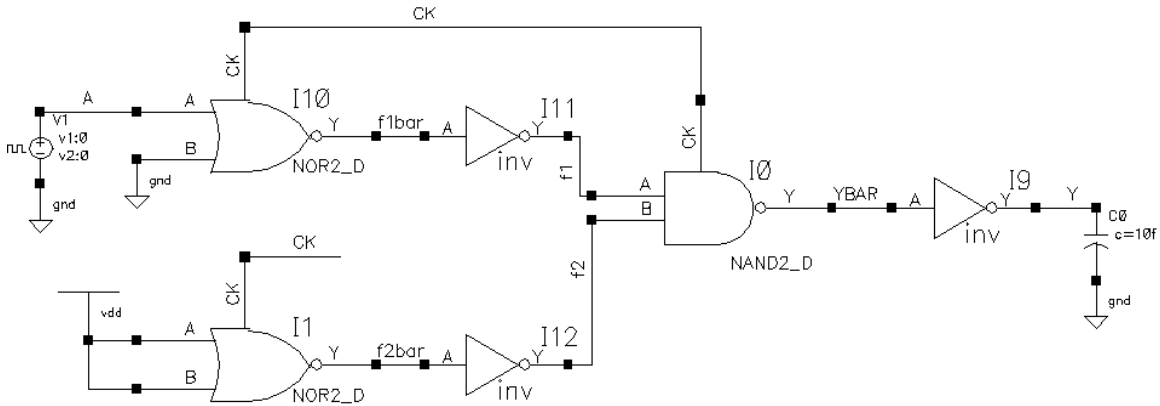 CK
CK
A
V1
v1:0
v2:0
gnd
A
B
gnd
I10
Y
NOR2_D
f1bar
A
I11
Y
inv
f1
CK
A
B
I0
Y
NAND2_D
YBAR
A
I9
Y
inv
Y
C0
c=10f
gnd
CK
CK
vdd
A
B
I1
Y
NOR2_D
f2bar
A
I12
Y
inv
f2